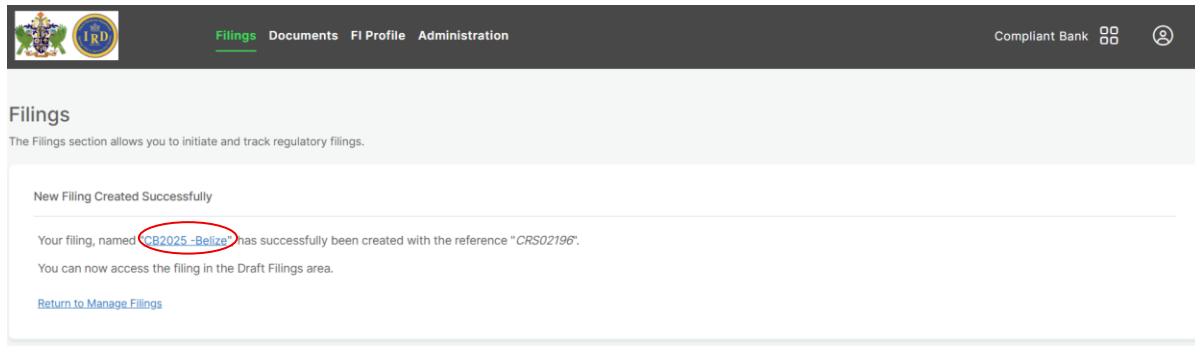 IRD
Filings Documents FI Profile Administration Compliant Bank
Filings
The Filings section allows you to initiate and track regulatory filings.
New Filing Created Successfully
Your filing, named "CB2025 -Belize" has successfully been created with the reference "CRS02196".
You can now access the filing in the Draft Filings area.
Return to Manage Filings